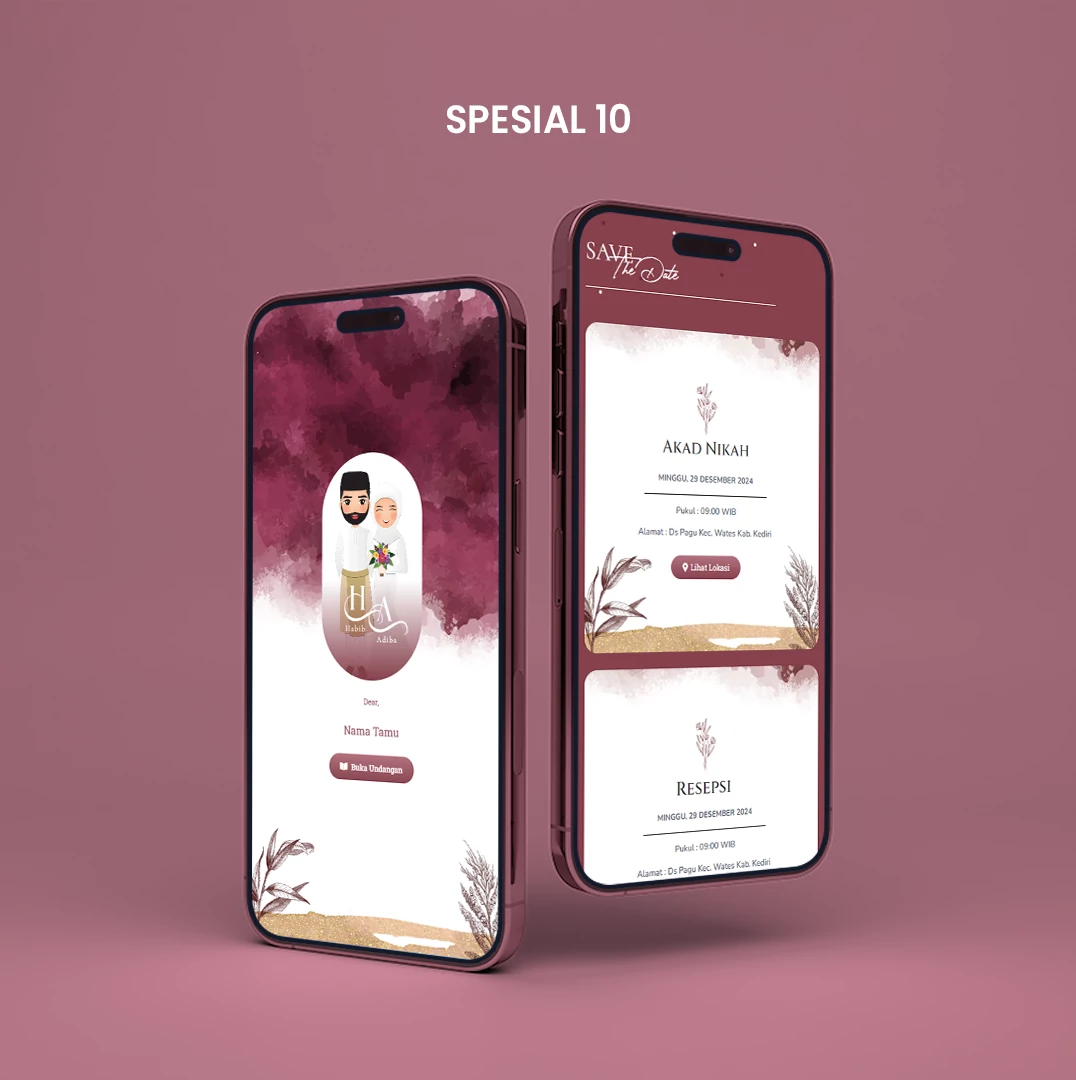 SPESIAL 10
H A
Habib
Adiba
Dear,
Nama Tamu
Buka Undangan
SAVE
The Date
AKAD NIKAH
MINGGU, 29 DESEMBER 2024
Pukul : 09:00 WIB
Alamat : Ds Pagu Kec. Wates Kab. Kediri
Lihat Lokasi
RESEPSI
MINGGU, 29 DESEMBER 2024
Pukul : 09:00 WIB
Alamat : Ds Pagu Kec. Wates Kab. Kediri